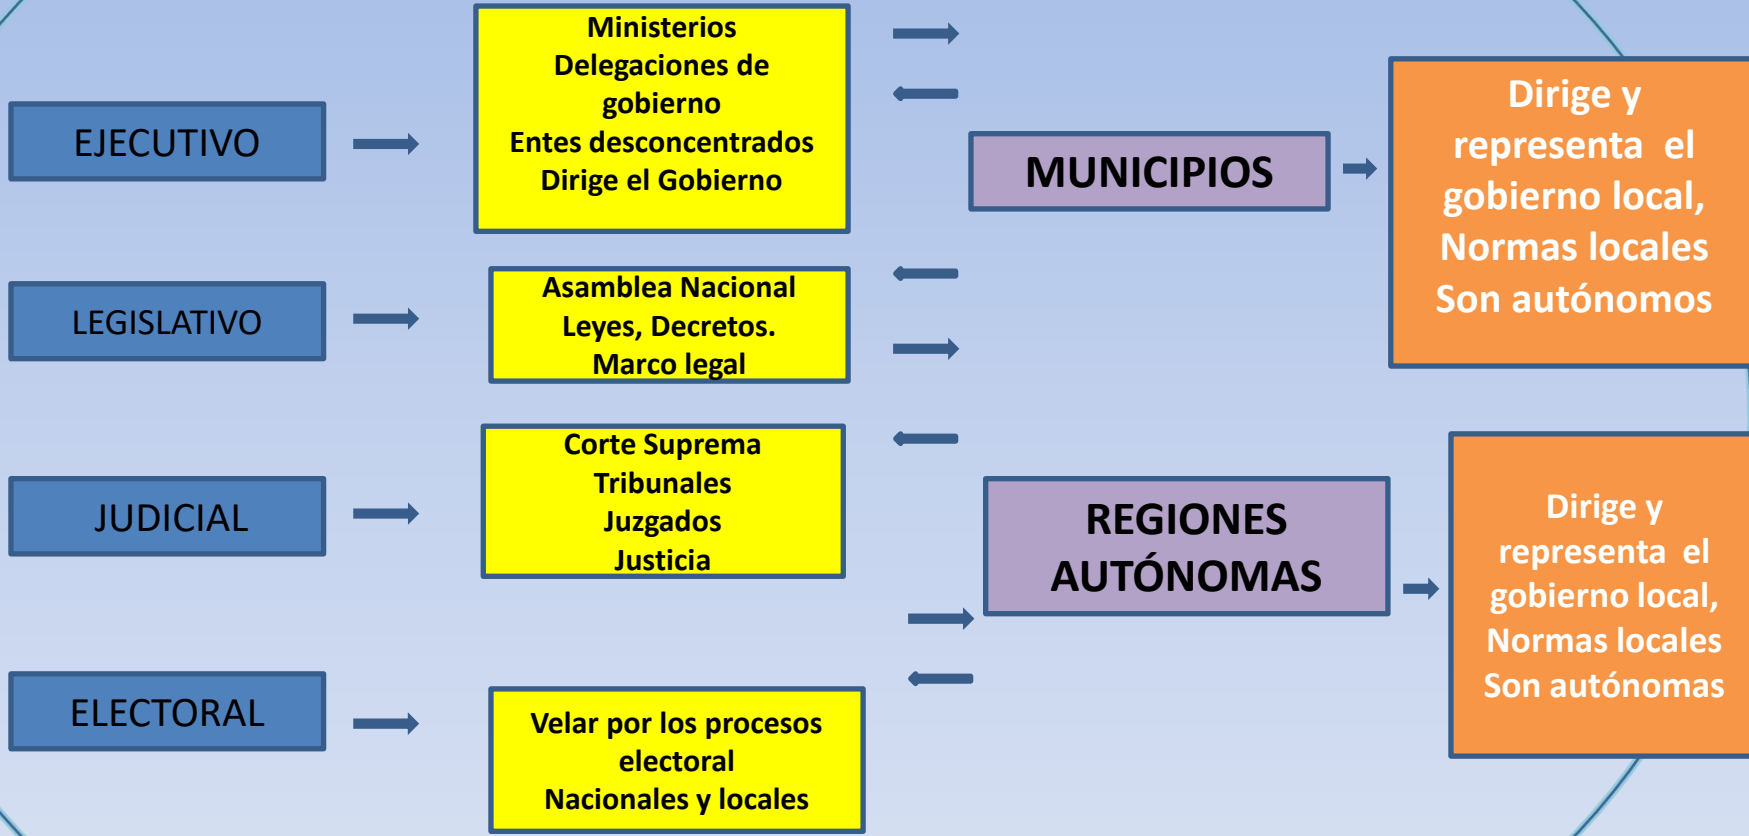 EJECUTIVO
Ministerios
Delegaciones de
gobierno
Entes desconcentrados
Dirige el Gobierno
MUNICIPIOS
Dirige y
representa el
gobierno local,
Normas locales
Son autónomos
LEGISLATIVO
Asamblea Nacional
Leyes, Decretos.
Marco legal
JUDICIAL
Corte Suprema
Tribunales
Juzgados
Justicia
REGIONES
AUTÓNOMAS
Dirige y
representa el
gobierno local,
Normas locales
Son autónomas
ELECTORAL
Velar por los procesos
electoral
Nacionales y locales